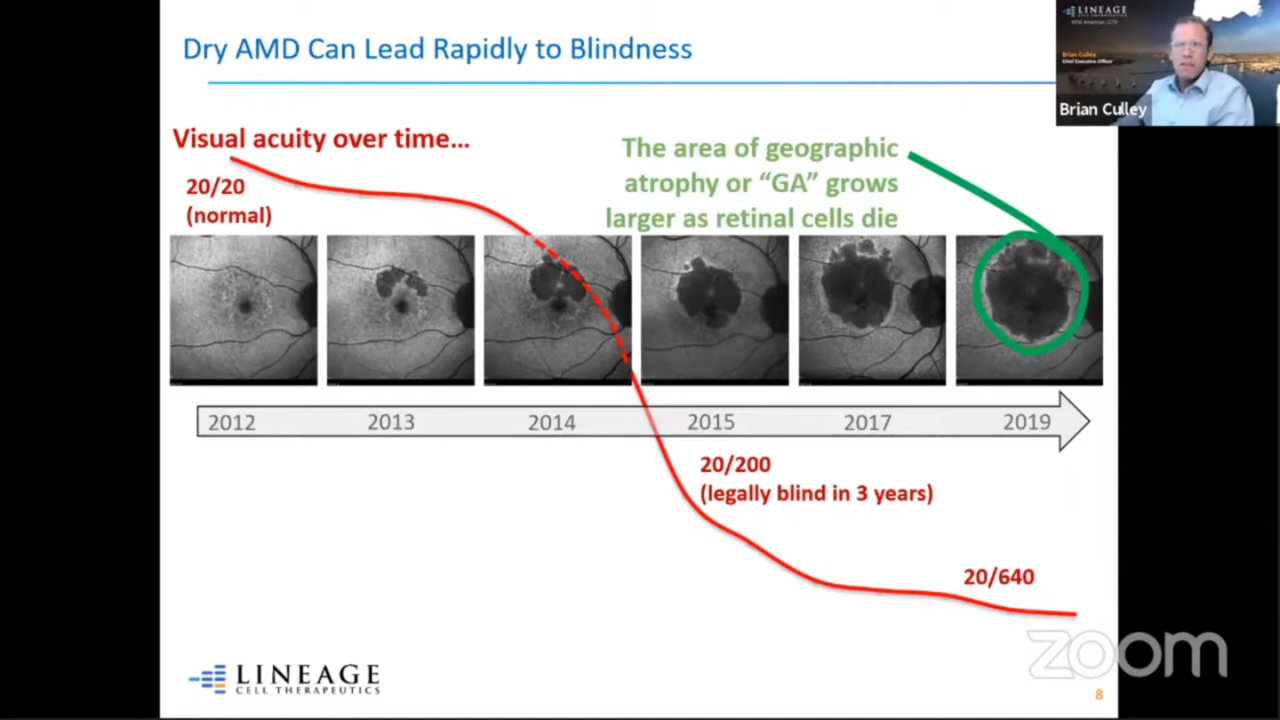 Dry AMD Can Lead Rapidly to Blindness
LINEAGE
NYSE American: LCTX
Brian Culley
Chief Executive Officer
Brian Culley
Visual acuity over time...
20/20
(normal)
The area of geographic
atrophy or “GA” grows
larger as retinal cells die
2012 2013 2014 2015 2017 2019
20/200
(legally blind in 3 years)
20/640
LINEAGE
CELL THERAPEUTICS
zoom
8